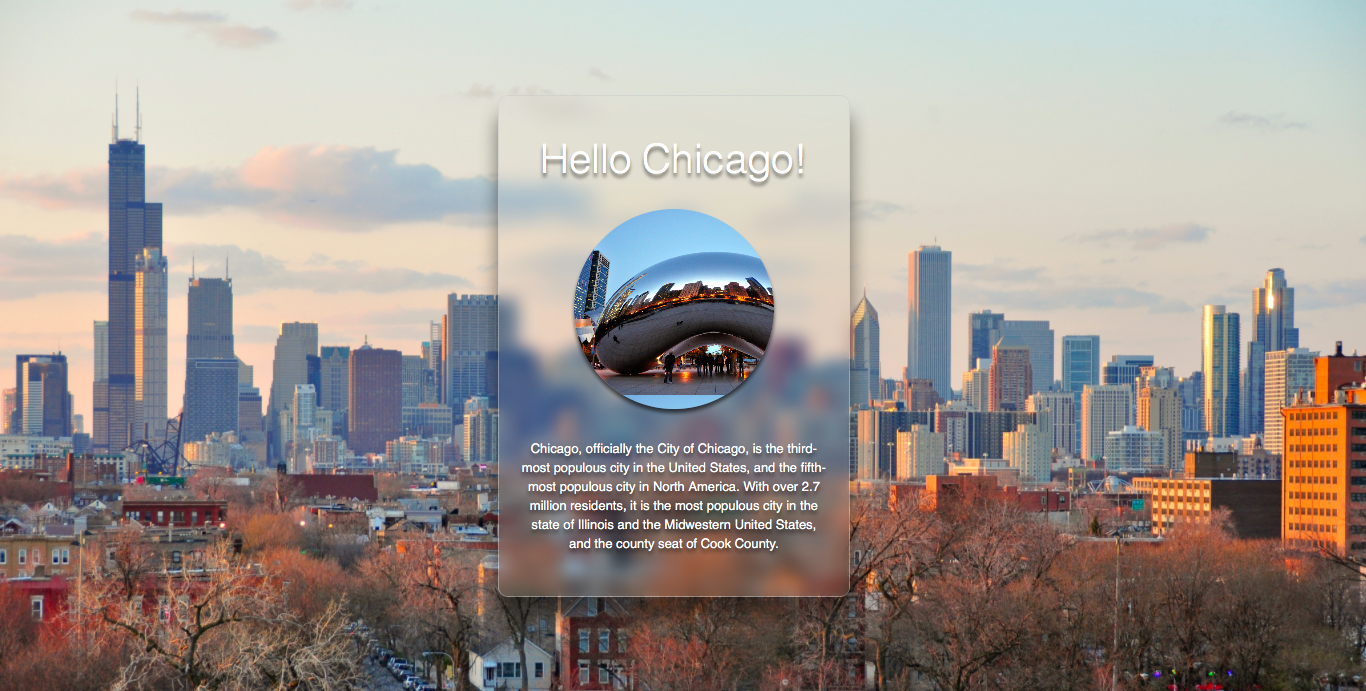 Hello Chicago!
Chicago, officially the City of Chicago, is the third-
most populous city in the United States, and the fifth-
most populous city in North America. With over 2.7
million residents, it is the most populous city in the
state of Illinois and the Midwestern United States,
and the county seat of Cook County.